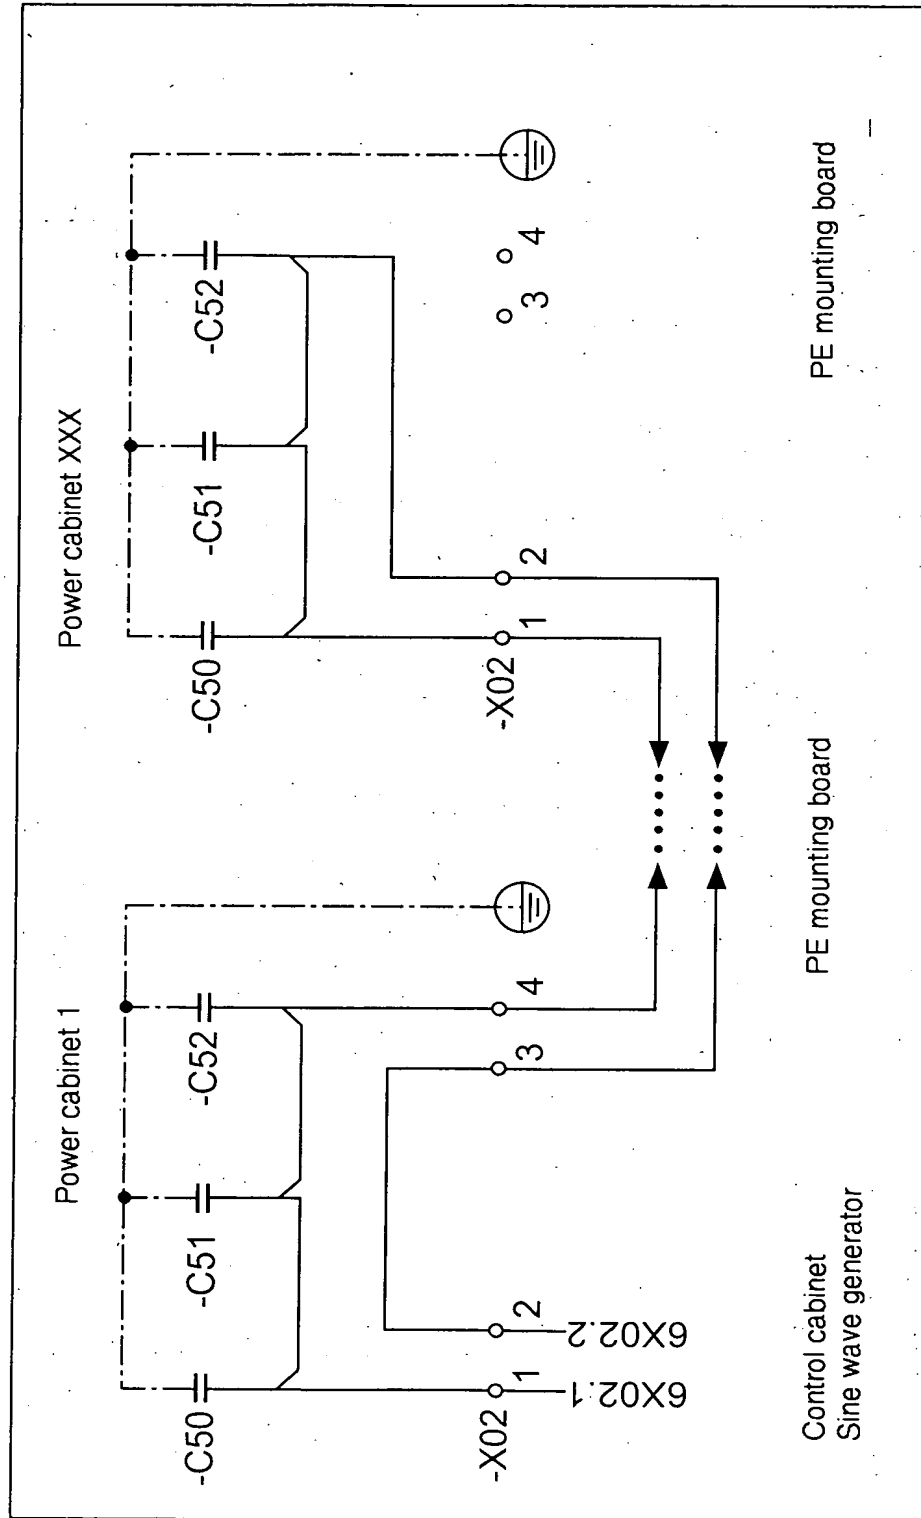 Power cabinet 1
Power cabinet XXX
-C50
-C51
-C52
-C50
-C51
-C52
-X02
1
2
3
4
-X02
1
2
3
4
6X02.1
6X02.2
Control cabinet
Sine wave generator
PE mounting board
PE mounting board